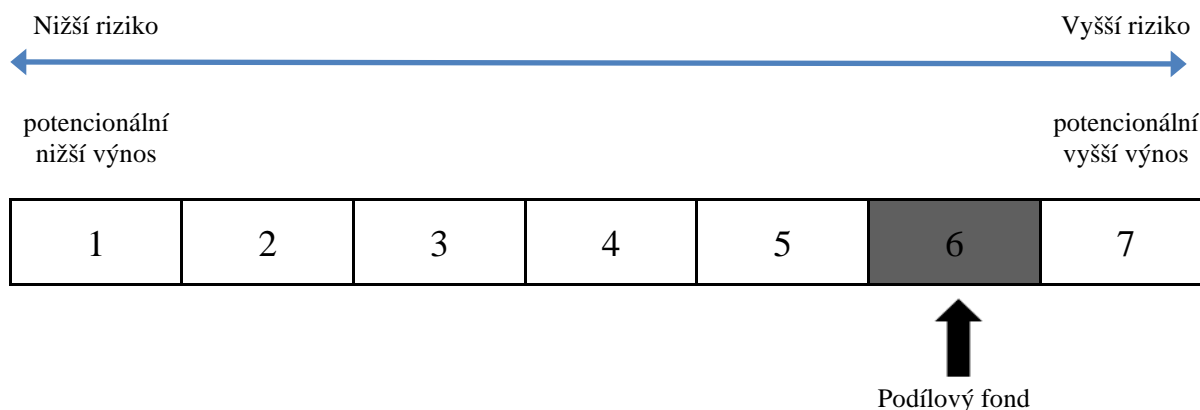 Nižší riziko
Vyšší riziko
potencionální
nižší výnos
potencionální
vyšší výnos
1 2 3 4 5 6 7
Podílový fond